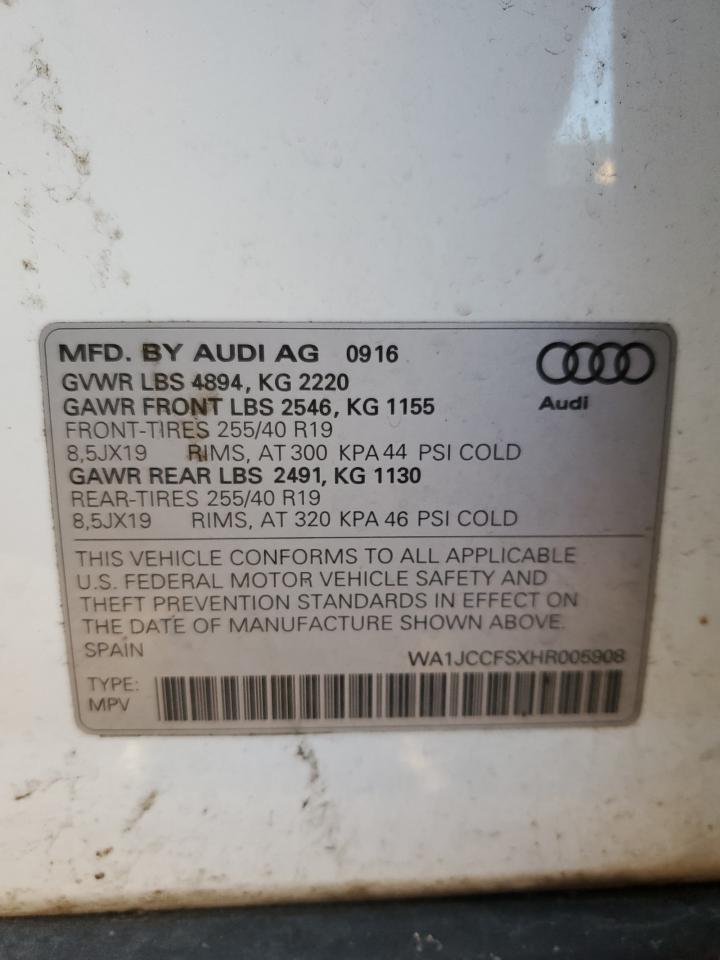 MFD. BY AUDI AG 0916
GVWR LBS 4894, KG 2220
GAWR FRONT LBS 2546, KG 1155
FRONT-TIRES 255/40 R19
8,5JX19 RIMS, AT 300 KPA 44 PSI COLD
GAWR REAR LBS 2491, KG 1130
REAR-TIRES 255/40 R19
8,5JX19 RIMS, AT 320 KPA 46 PSI COLD
Audi
THIS VEHICLE CONFORMS TO ALL APPLICABLE
U.S. FEDERAL MOTOR VEHICLE SAFETY AND
THEFT PREVENTION STANDARDS IN EFFECT ON
THE DATE OF MANUFACTURE SHOWN ABOVE.
SPAIN WA1JCCFSXHR005908
TYPE:
MPV